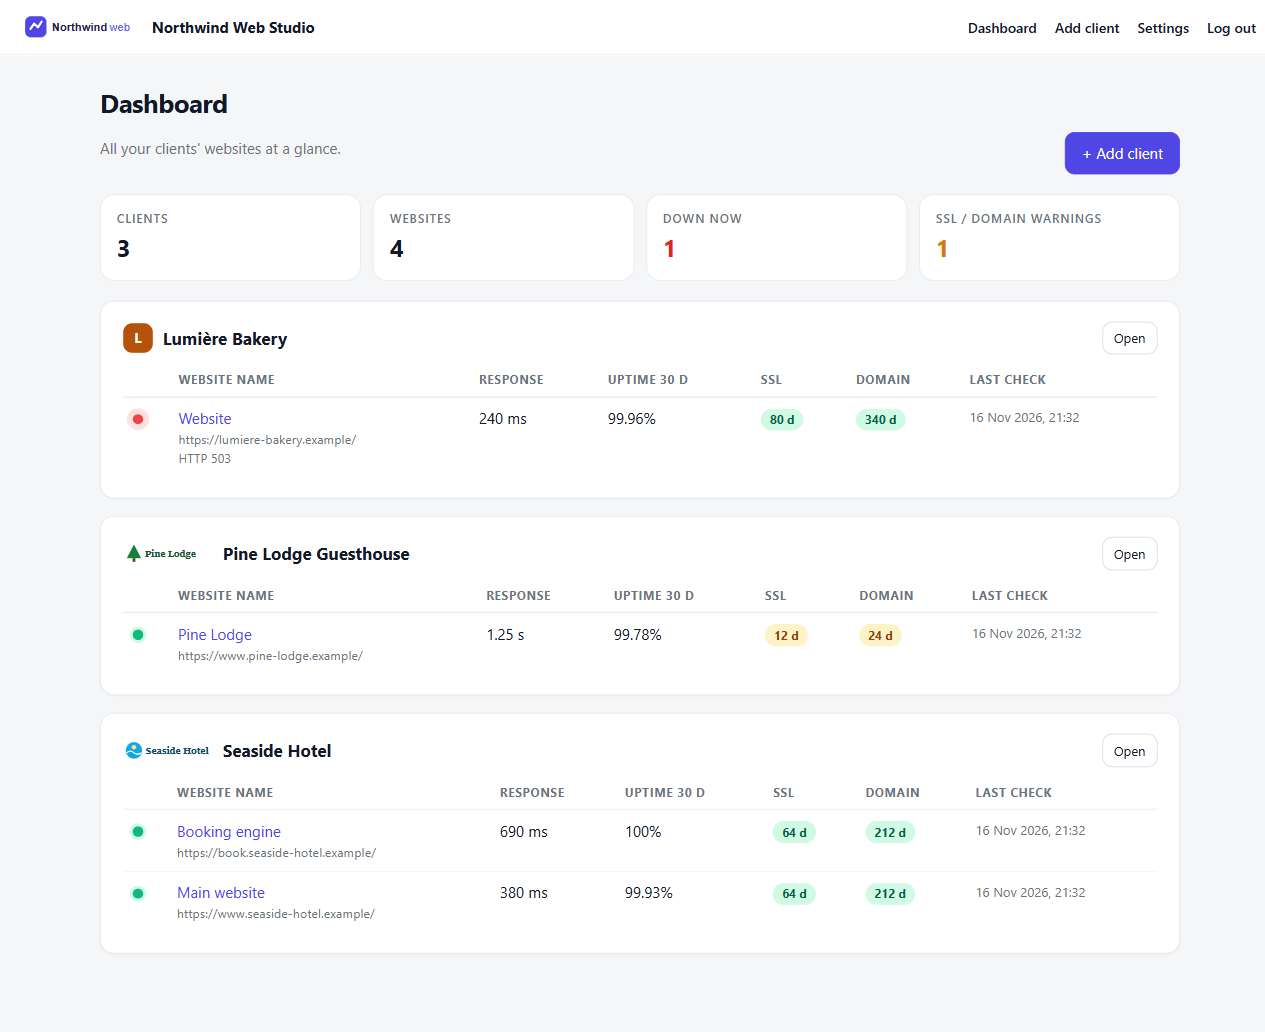 Northwind web
Northwind Web Studio
Dashboard Add client Settings Log out
Dashboard
All your clients' websites at a glance.
+ Add client
CLIENTS
3
WEBSITES
4
DOWN NOW
1
SSL / DOMAIN WARNINGS
1
L Lumière Bakery Open
WEBSITE NAME RESPONSE UPTIME 30 D SSL DOMAIN LAST CHECK
Website 240 ms 99.96% 80 d 340 d 16 Nov 2026, 21:32
https://lumiere-bakery.example/
HTTP 503
Pine Lodge Pine Lodge Guesthouse Open
WEBSITE NAME RESPONSE UPTIME 30 D SSL DOMAIN LAST CHECK
Pine Lodge 1.25 s 99.78% 12 d 24 d 16 Nov 2026, 21:32
https://www.pine-lodge.example/
Seaside Hotel Seaside Hotel Open
WEBSITE NAME RESPONSE UPTIME 30 D SSL DOMAIN LAST CHECK
Booking engine 690 ms 100% 64 d 212 d 16 Nov 2026, 21:32
https://book.seaside-hotel.example/
Main website 380 ms 99.93% 64 d 212 d 16 Nov 2026, 21:32
https://www.seaside-hotel.example/